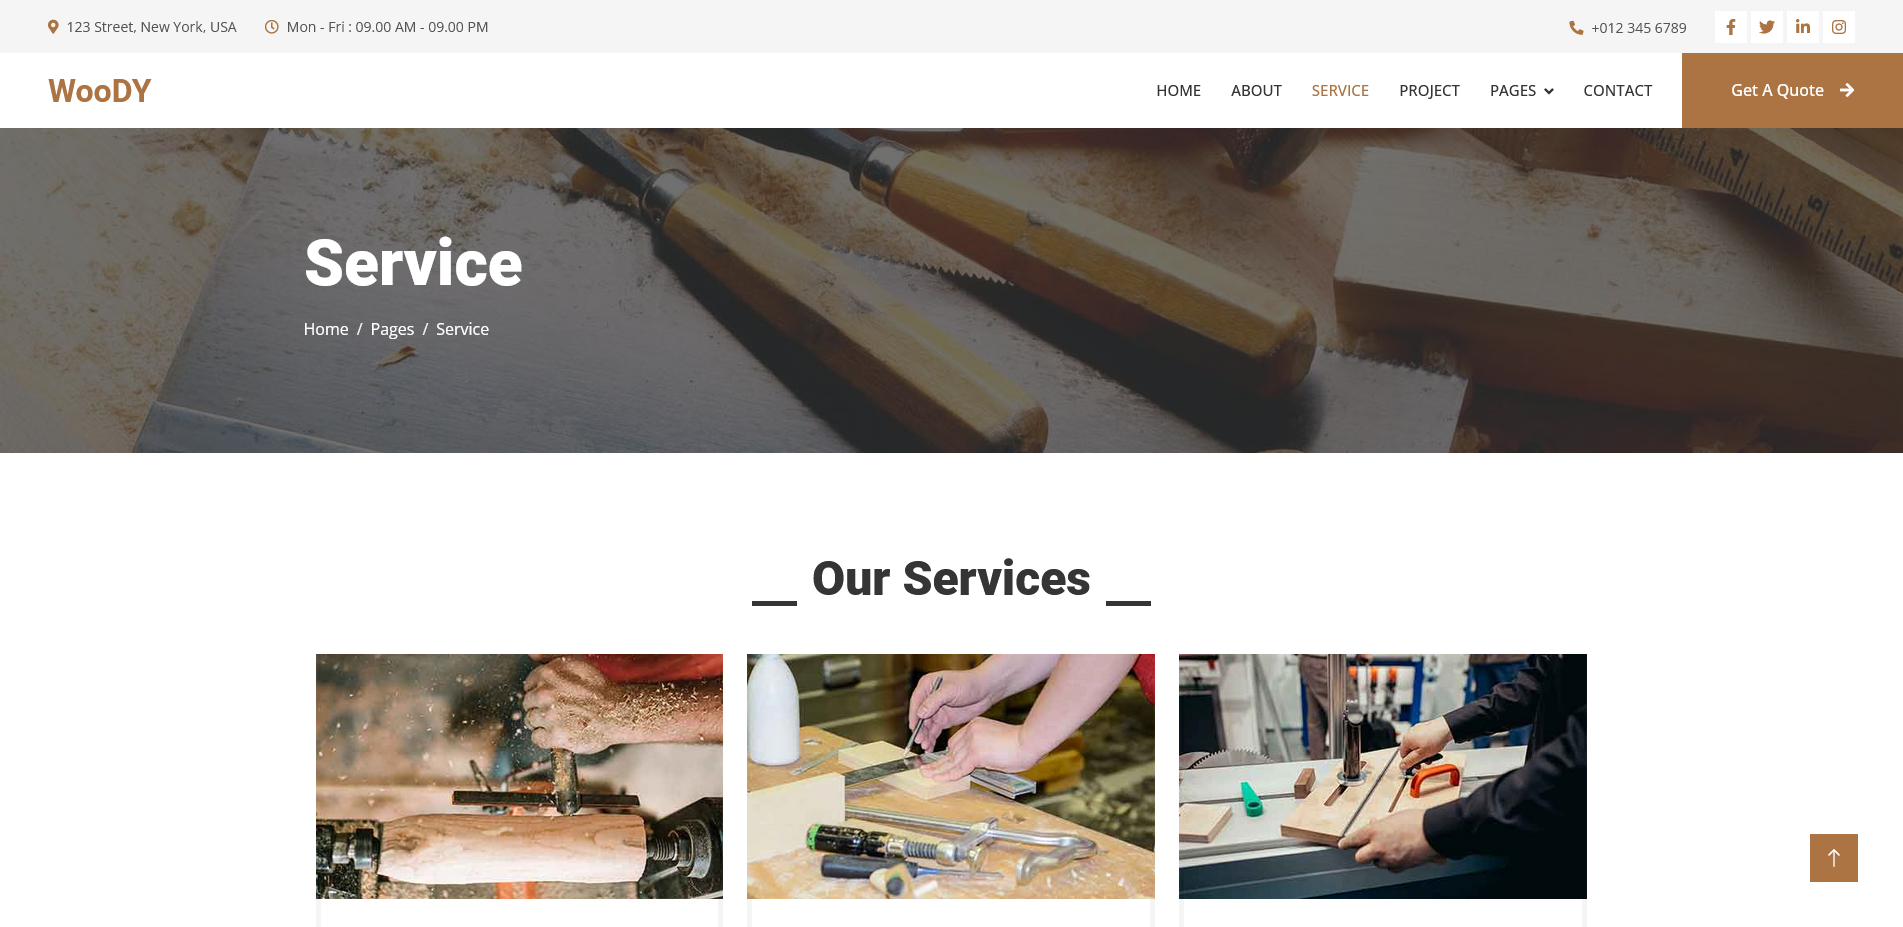 123 Street, New York, USA
Mon - Fri : 09.00 AM - 09.00 PM
+012 345 6789
WooDY
HOME
ABOUT
SERVICE
PROJECT
PAGES
CONTACT
Get A Quote
Service
Home / Pages / Service
Our Services